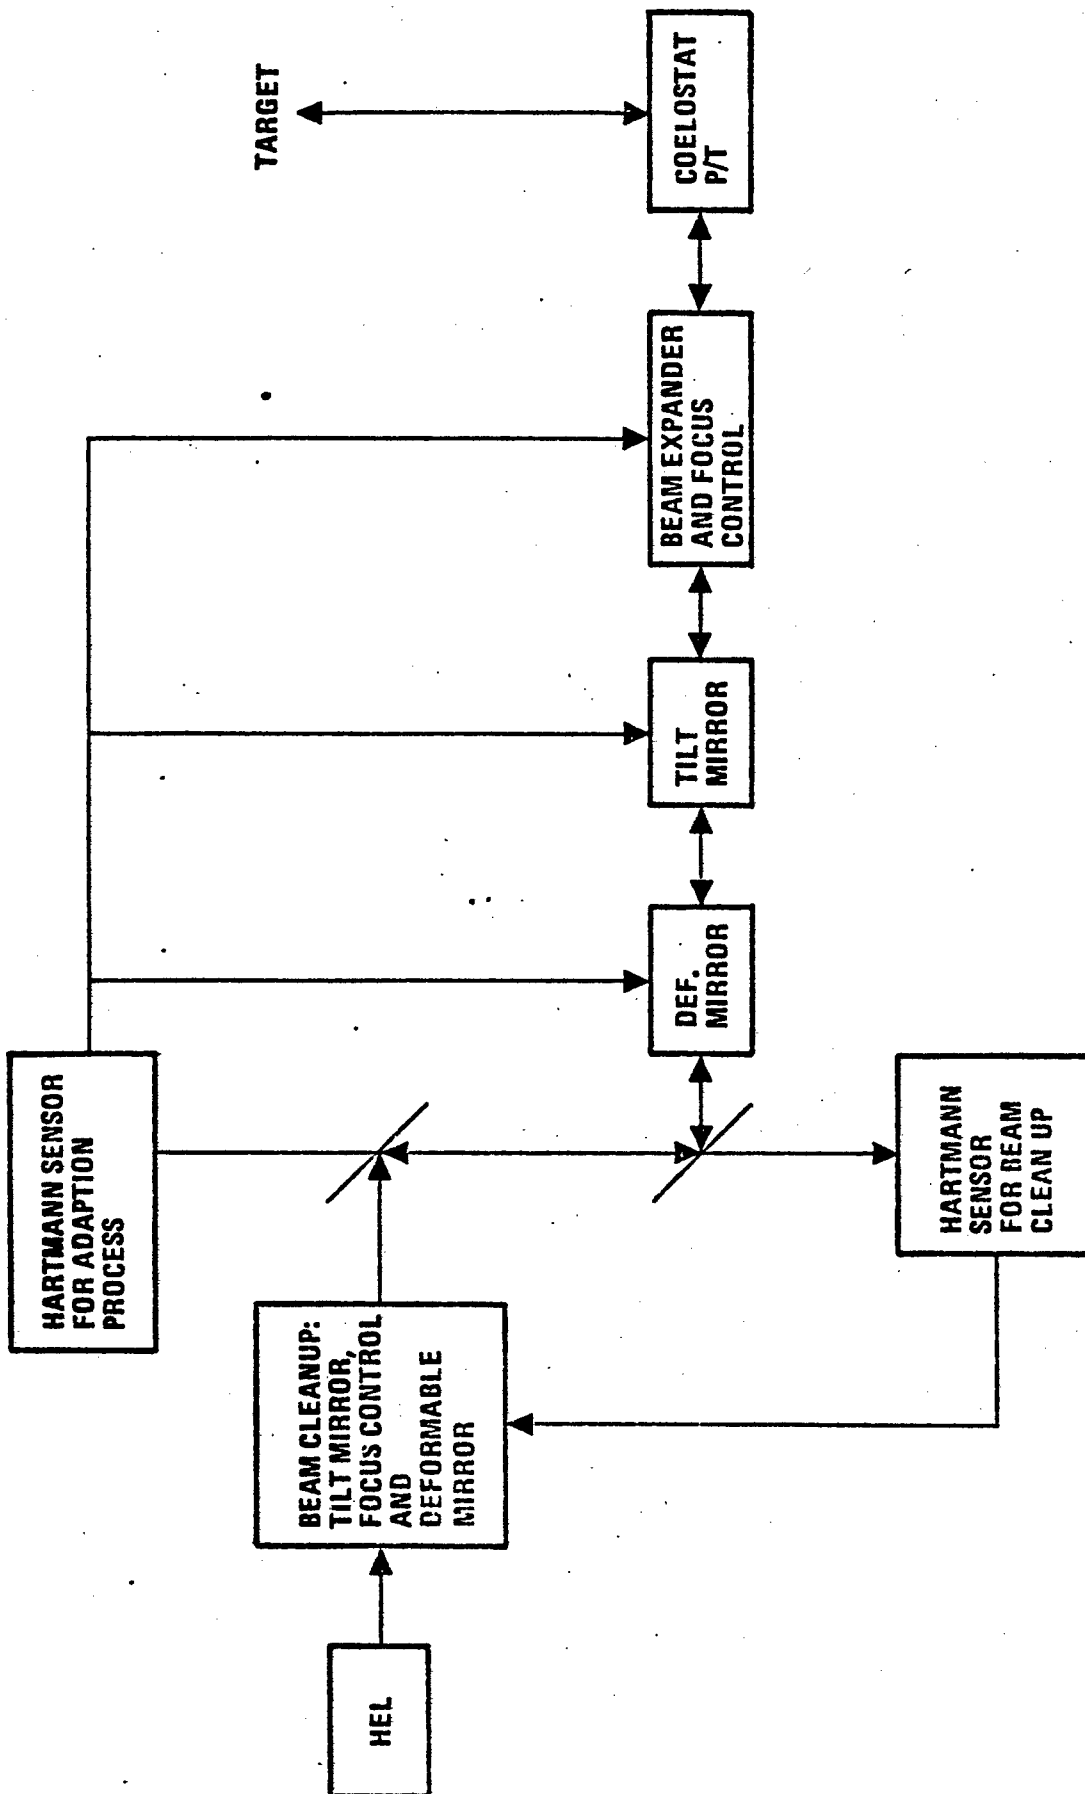 HARTMANN SENSOR
FOR ADAPTION
PROCESS
TARGET
HEL
BEAM CLEANUP:
TILT MIRROR,
FOCUS CONTROL
AND
DEFORMABLE
MIRROR
DEF.
MIRROR
TILT
MIRROR
BEAM EXPANDER
AND FOCUS
CONTROL
COELOSTAT
P/T
HARTMANN
SENSOR
FOR BEAM
CLEAN UP